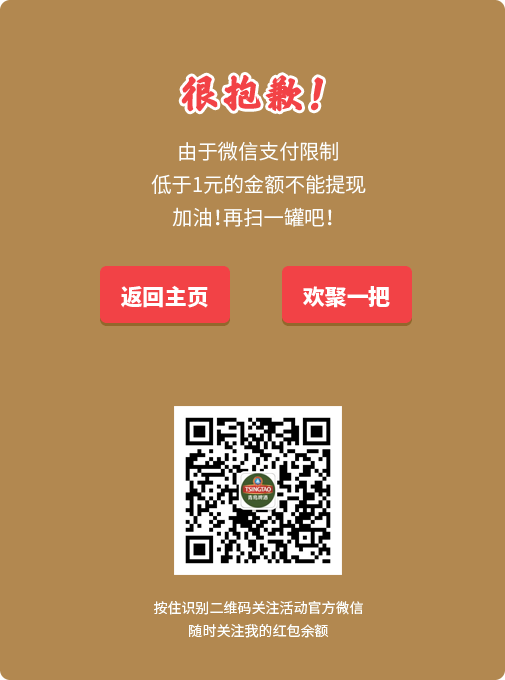 很抱歉！
由于微信支付限制
低于1元的金额不能提现
加油！再扫一罐吧！
返回主页
欢聚一把
TSINGTAO
青島啤酒
按住识别二维码关注活动官方微信
随时关注我的红包余额